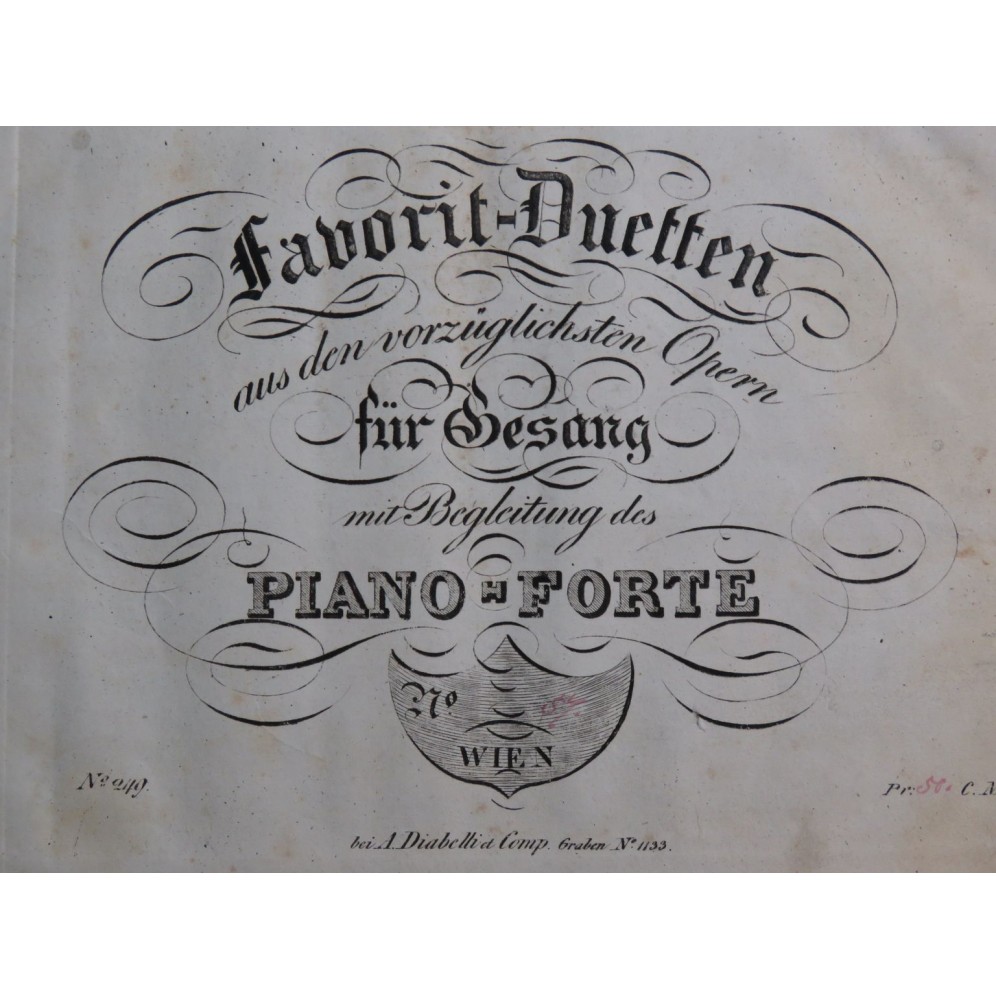 Favorit-Duetten
aus den vorzüglichsten Opern
für Gesang
mit Begleitung des
PIANO-FORTE
No
WIEN
No. 249.
Pr: C. M
bei A. Diabelli et Comp. Graben No. 1133.